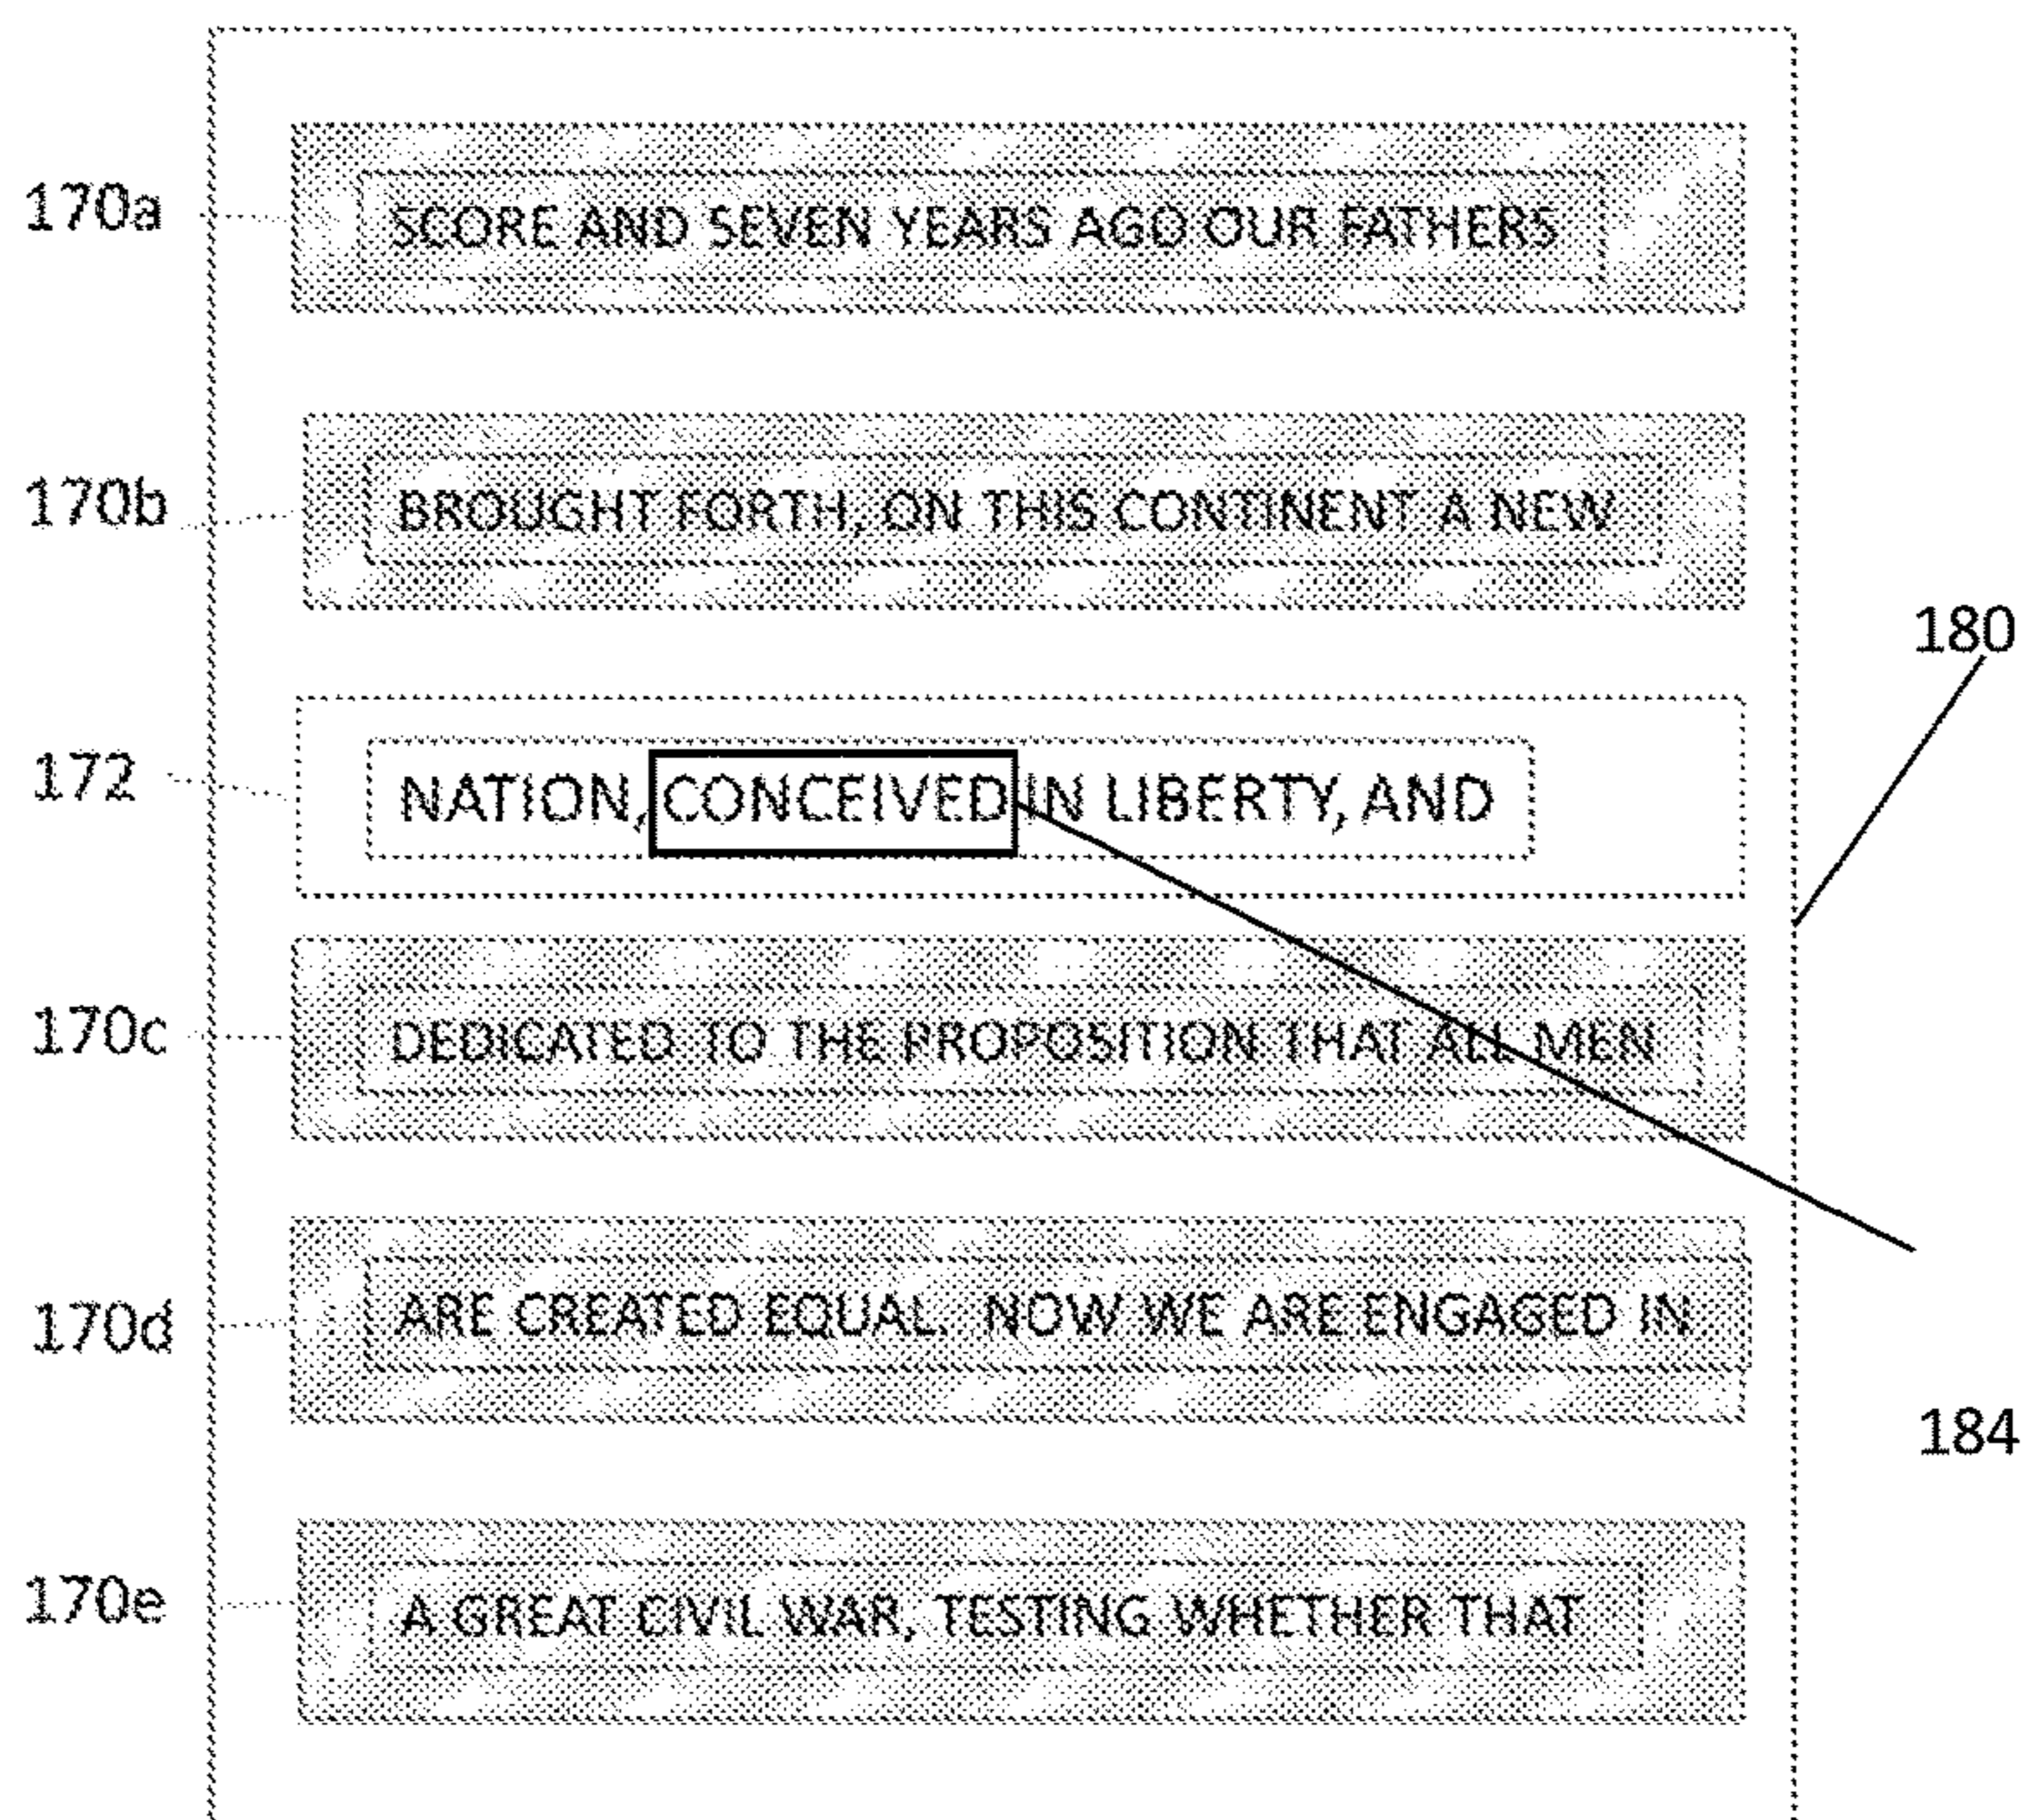 170a
SCORE AND SEVEN YEARS AGO OUR FATHERS
170b
BROUGHT FORTH, ON THIS CONTINENT A NEW
180
172
NATION, CONCEIVED IN LIBERTY, AND
170c
DEDICATED TO THE PROPOSITION THAT ALL MEN
170d
ARE CREATED EQUAL. NOW WE ARE ENGAGED IN
184
170e
A GREAT CIVIL WAR, TESTING WHETHER THAT